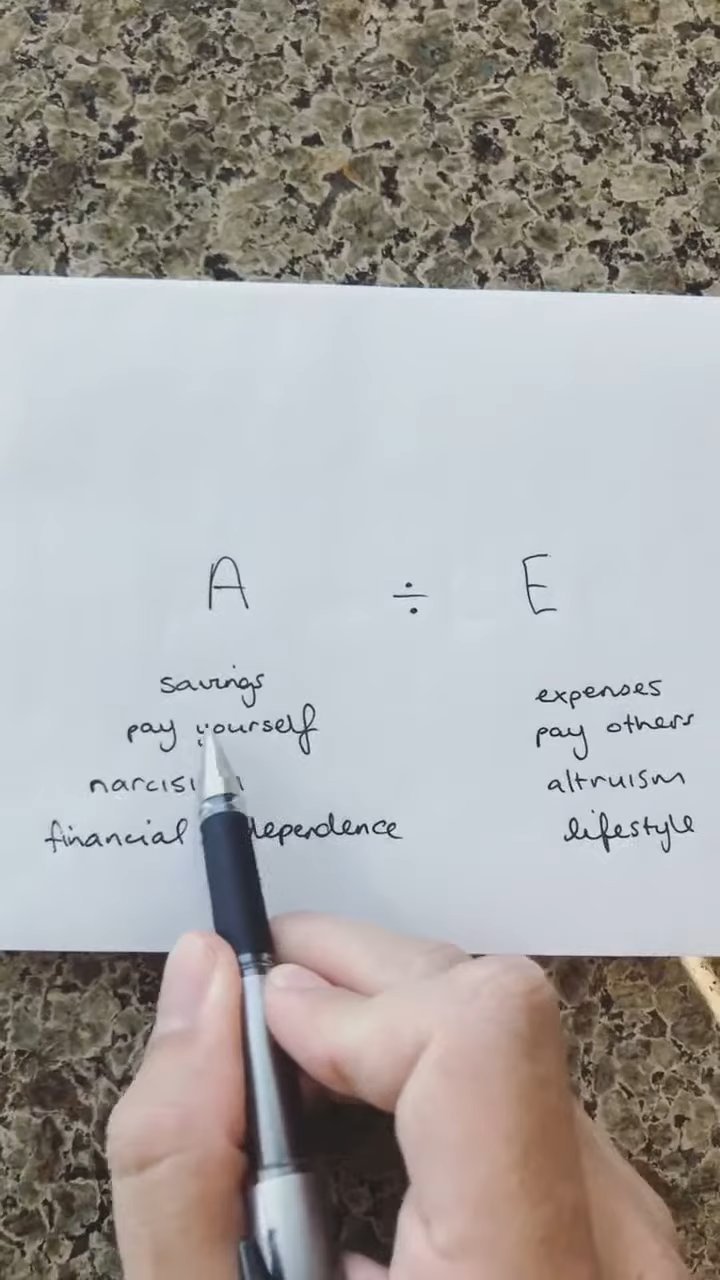 A ÷ E
savings expenses
pay yourself pay others
altruism
financial lifestyle